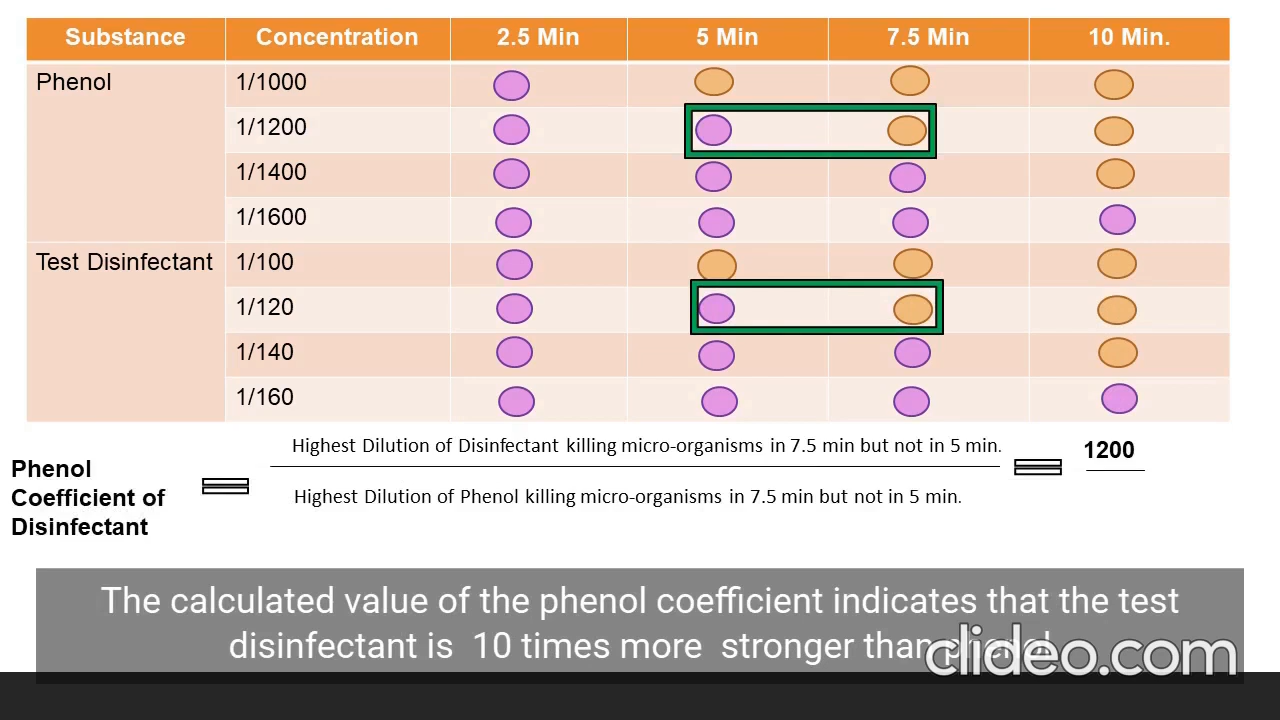 Substance Concentration 2.5 Min 5 Min 7.5 Min 10 Min.
Phenol 1/1000
1/1200
1/1400
1/1600
Test Disinfectant 1/100
1/120
1/140
1/160
Highest Dilution of Disinfectant killing micro-organisms in 7.5 min but not in 5 min.
1200
Phenol
Coefficient of
Disinfectant
Highest Dilution of Phenol killing micro-organisms in 7.5 min but not in 5 min.
The calculated value of the phenol coefficient indicates that the test
disinfectant is 10 times more stronger than phenol
clideo.com